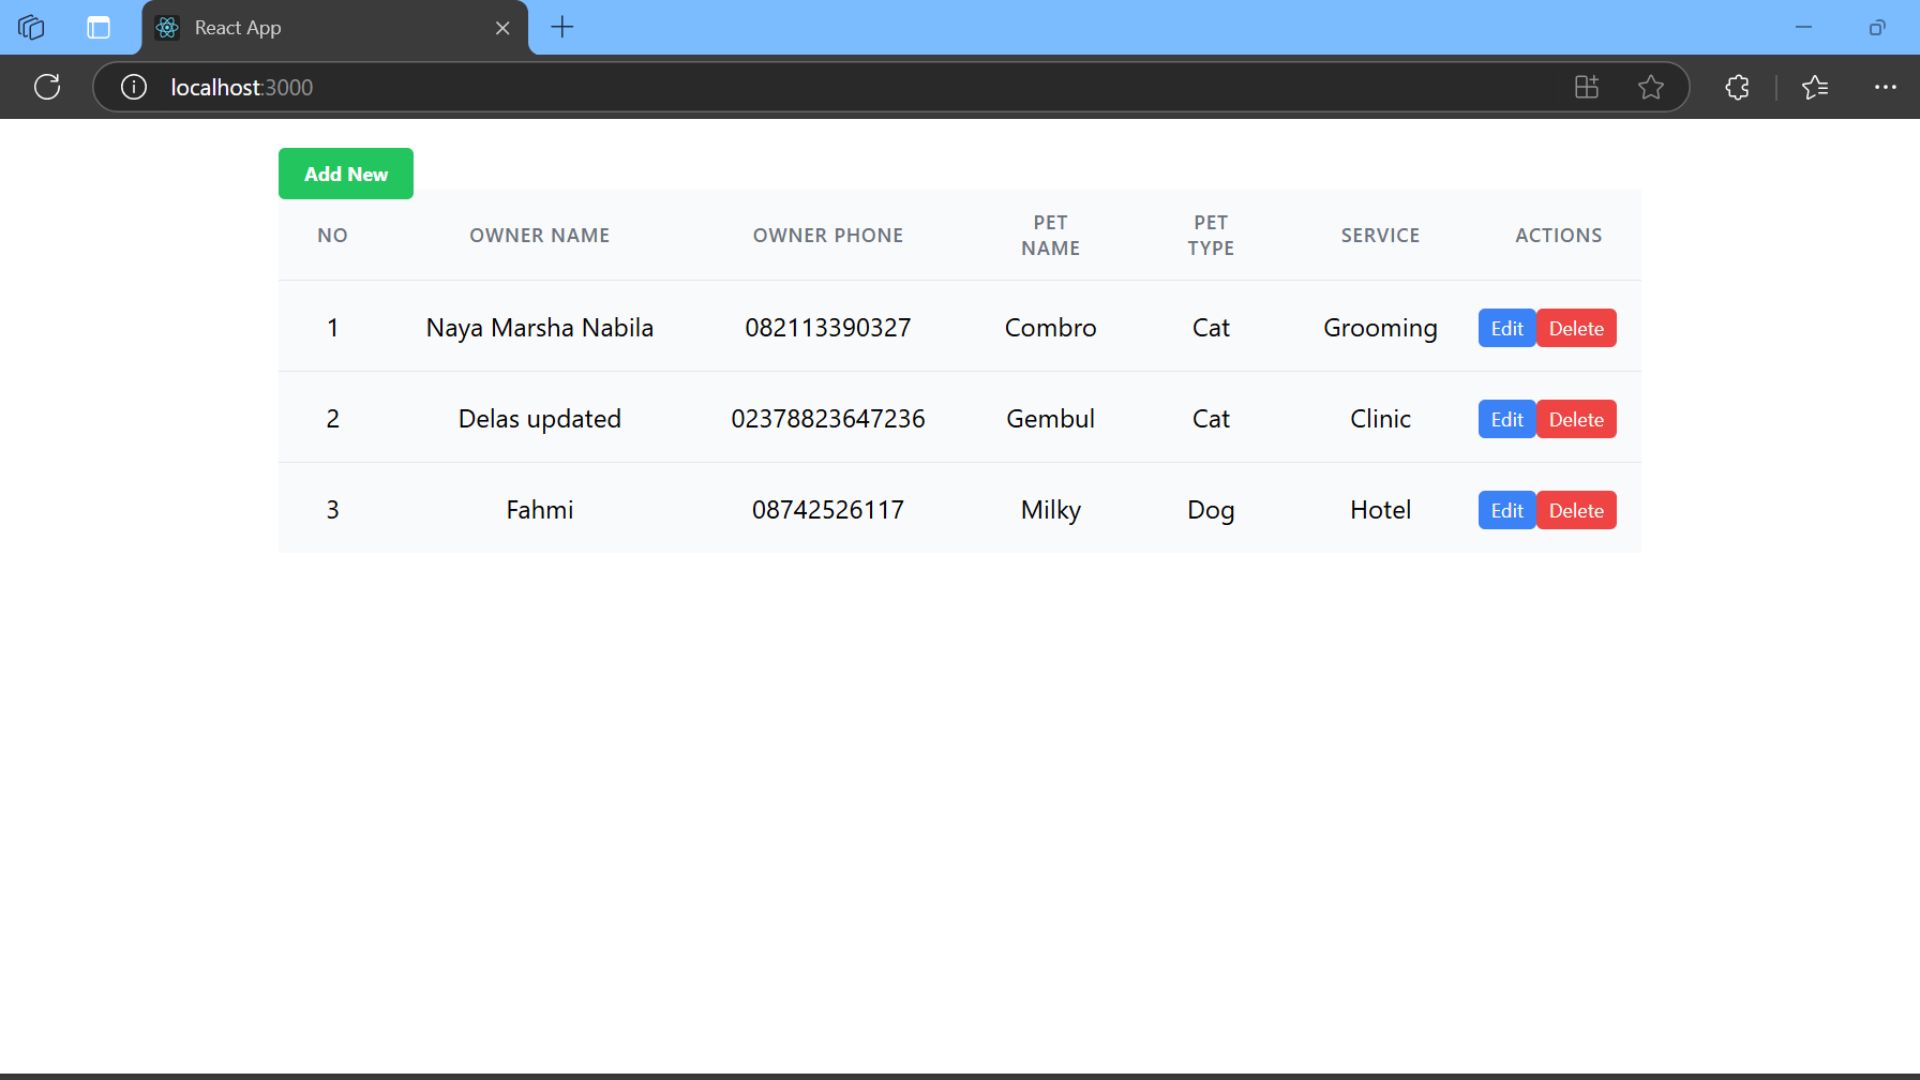 React App
localhost:3000
Add New
NO OWNER NAME OWNER PHONE PET NAME PET TYPE SERVICE ACTIONS
1 Naya Marsha Nabila 082113390327 Combro Cat Grooming Edit Delete
2 Delas updated 02378823647236 Gembul Cat Clinic Edit Delete
3 Fahmi 08742526117 Milky Dog Hotel Edit Delete